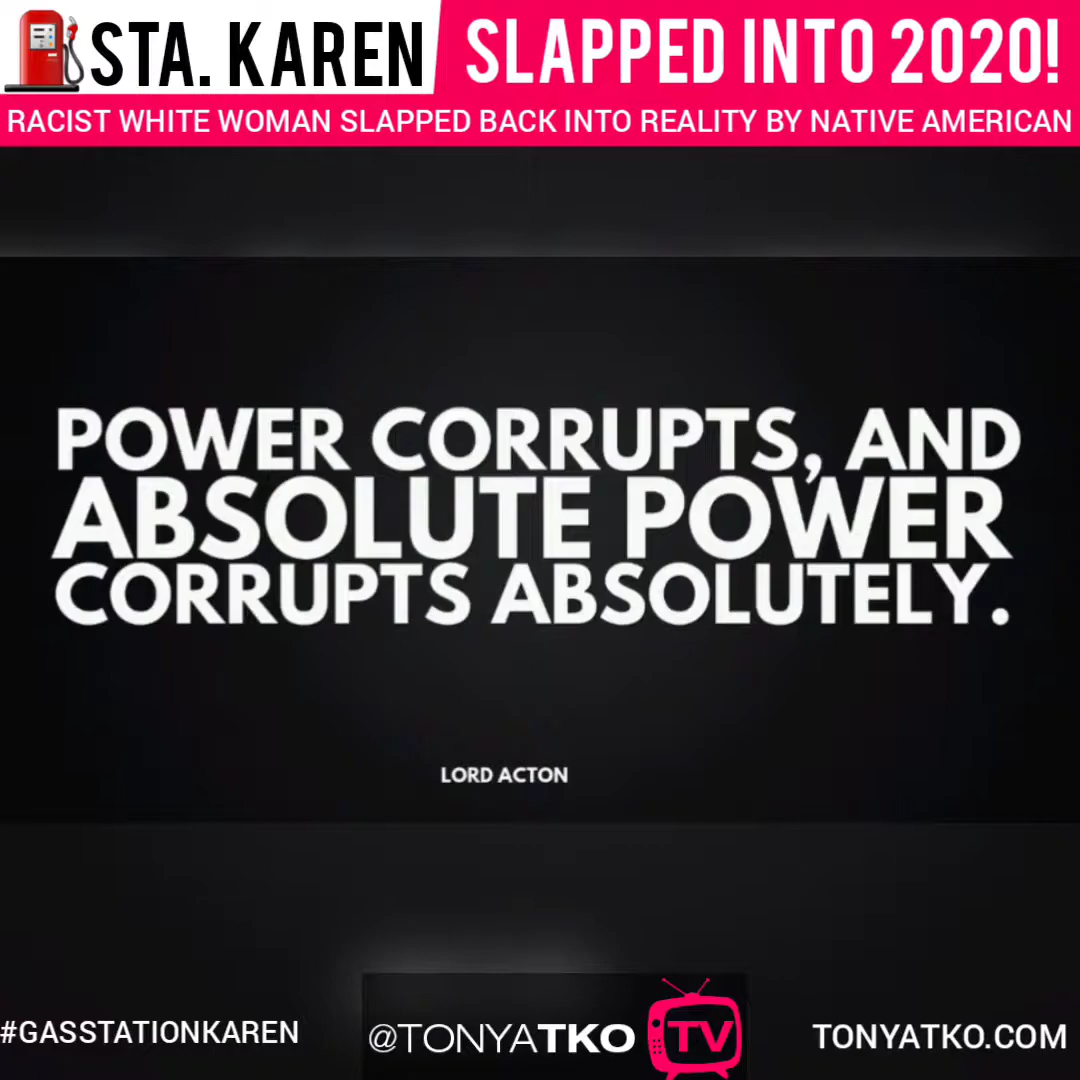 STA. KAREN SLAPPED INTO 2020!
RACIST WHITE WOMAN SLAPPED BACK INTO REALITY BY NATIVE AMERICAN
POWER CORRUPTS, AND
ABSOLUTE POWER
CORRUPTS ABSOLUTELY.
LORD ACTON
#GASSTATIONKAREN
@TONYATKO TV
TONYATKO.COM